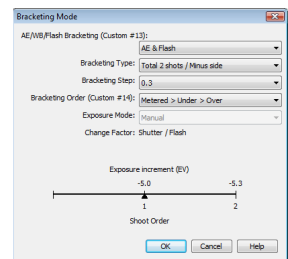 Bracketing Mode
AE/WB/Flash Bracketing (Custom #13):
AE & Flash
Bracketing Type: Total 2 shots / Minus side
Bracketing Step: 0.3
Bracketing Order (Custom #14): Metered > Under > Over
Exposure Mode: Manual
Change Factor: Shutter / Flash
Exposure increment (EV)
-5.0 -5.3
1 2
Shoot Order
OK Cancel Help